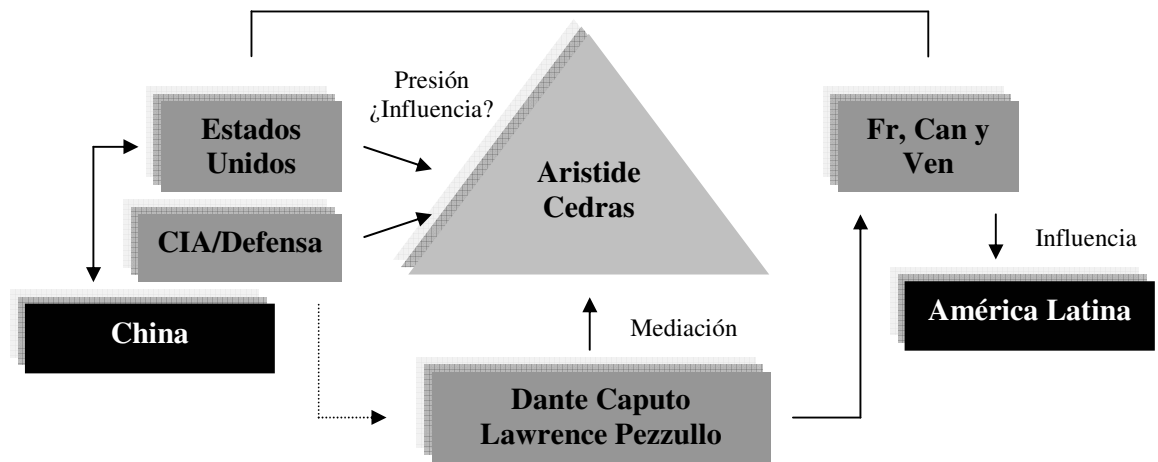 Presión
¿Influencia?
Estados
Unidos
Fr, Can y
Ven
Aristide
Cedras
CIA/Defensa
Influencia
China
América Latina
Mediación
Dante Caputo
Lawrence Pezzullo